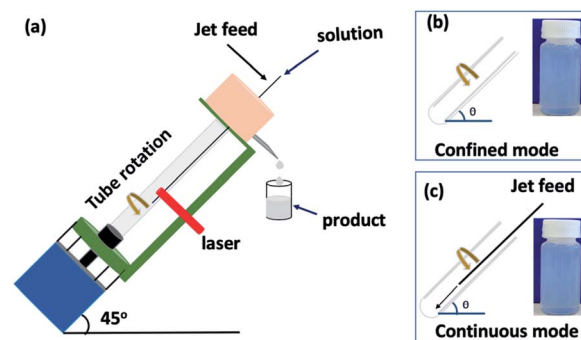 (a)
Jet feed
solution
Tube rotation
laser
product
45°
(b)
θ
Confined mode
(c)
Jet feed
θ
Continuous mode